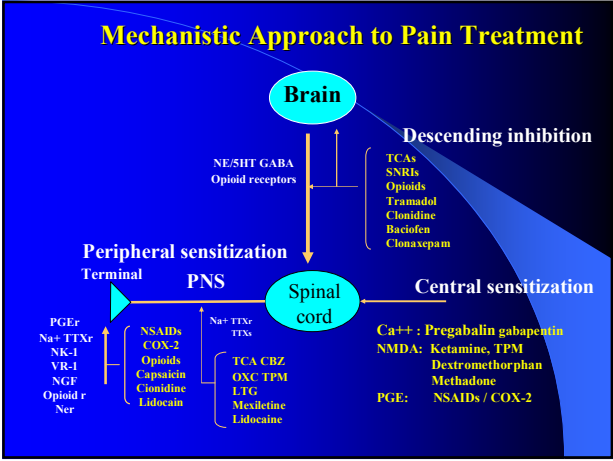 Mechanistic Approach to Pain Treatment
Brain
Descending inhibition
NE/5HT GABA
Opioid receptors
TCAs
SNRIs
Opioids
Tramadol
Clonidine
Baciofen
Clonaxepam
Peripheral sensitization
Terminal
PNS
Spinal
cord
Central sensitization
PGEr
Na+ TTXr
NK-1
VR-1
NGF
Opioid r
Ner
NSAIDs
COX-2
Opioids
Capsaicin
Cionidine
Lidocain
Na+ TTXr
TTXs
TCA CBZ
OXC TPM
LTG
Mexiletine
Lidocaine
Ca++ : Pregabalin gabapentin
NMDA: Ketamine, TPM
Dextromethorphan
Methadone
PGE: NSAIDs / COX-2